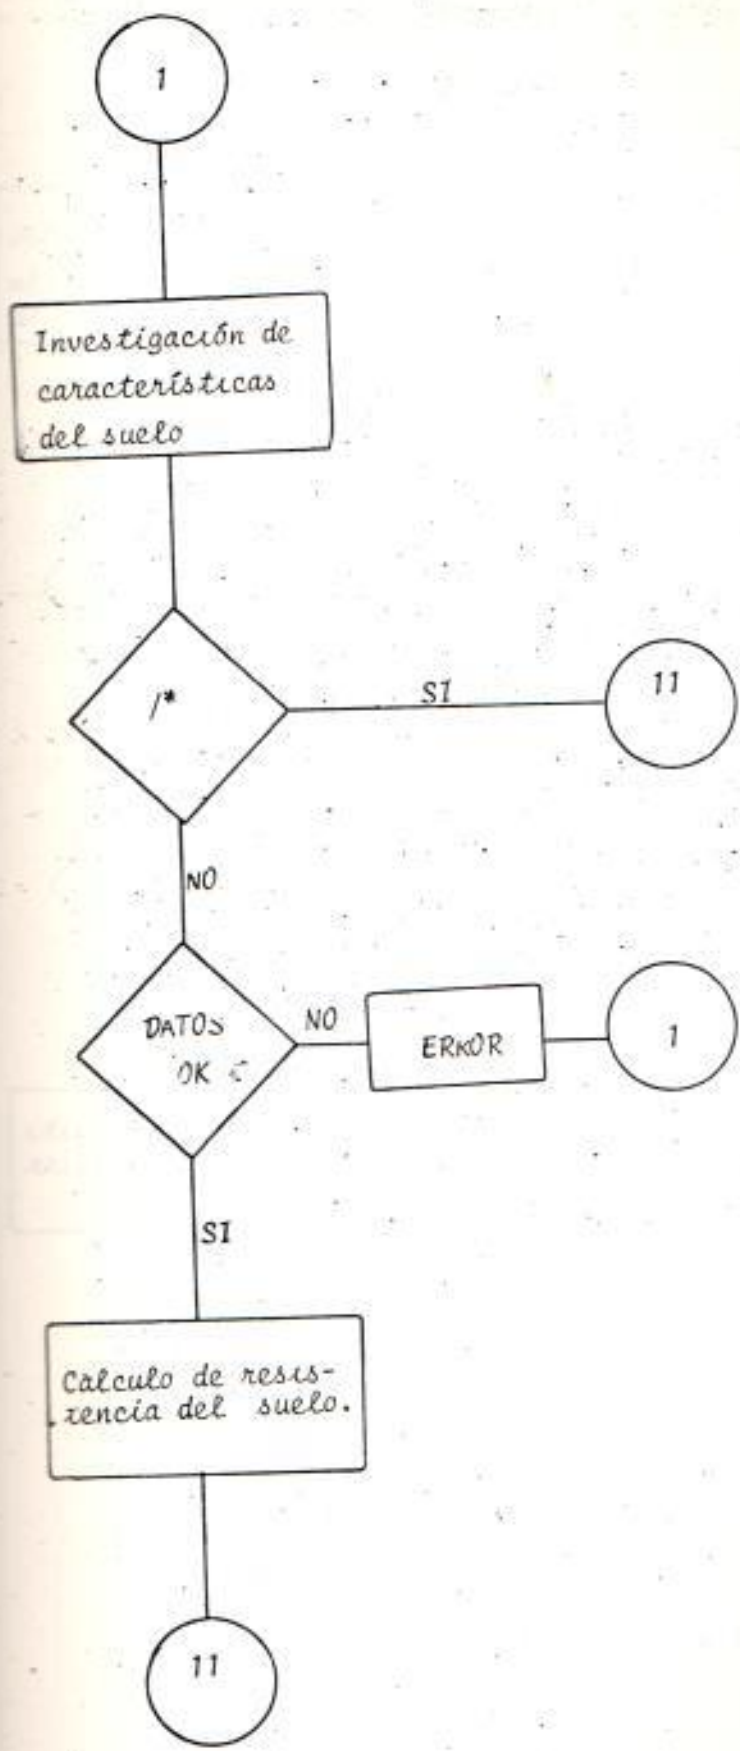 1
Investigación de
características
del suelo
/*
SI
11
NO
DATOS
OK
NO
ERROR
1
SI
Cálculo de resis-
tencia del suelo.
11